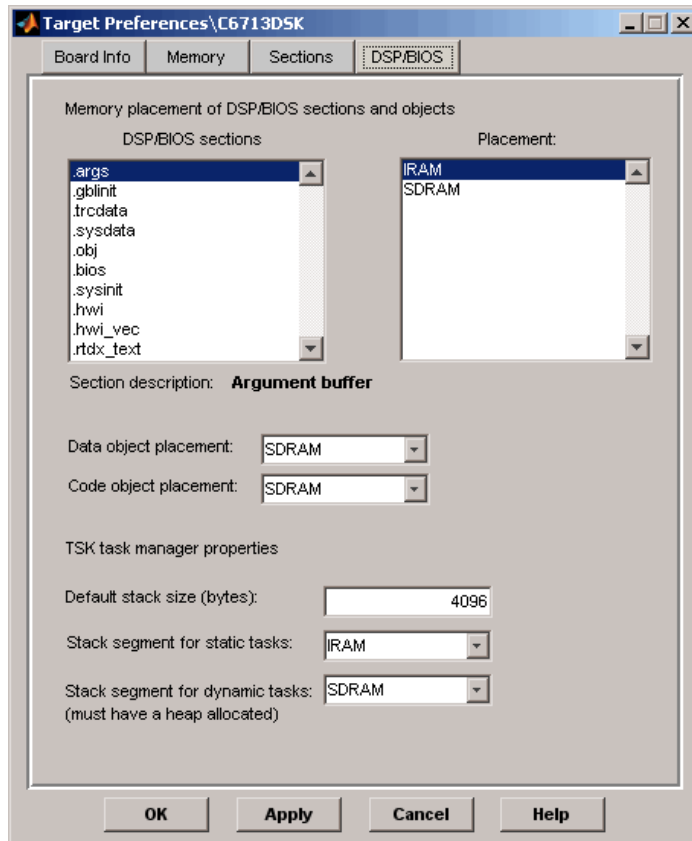 Target Preferences\C6713DSK
Board Info Memory Sections DSP/BIOS
Memory placement of DSP/BIOS sections and objects
DSP/BIOS sections Placement:
.args IRAM
.gblinit SDRAM
.trcdata
.sysdata
.obj
.bios
.sysinit
.hwi
.hwi_vec
.rtdx_text
Section description: Argument buffer
Data object placement: SDRAM
Code object placement: SDRAM
TSK task manager properties
Default stack size (bytes): 4096
Stack segment for static tasks: IRAM
Stack segment for dynamic tasks: SDRAM
(must have a heap allocated)
OK Apply Cancel Help